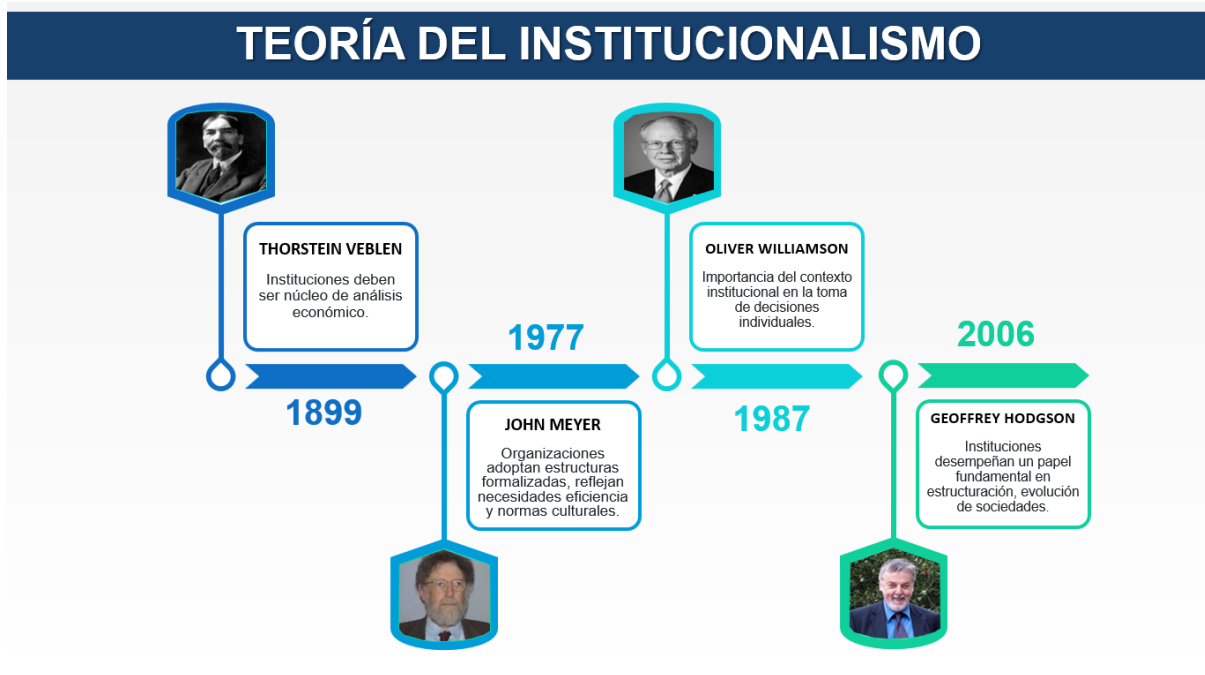 TEORÍA DEL INSTITUCIONALISMO
THORSTEIN VEBLEN
Instituciones deben
ser núcleo de análisis
económico.
1899
1977
JOHN MEYER
Organizaciones
adoptan estructuras
formalizadas, reflejan
necesidades eficiencia
y normas culturales.
OLIVER WILLIAMSON
Importancia del contexto
institucional en la toma
de decisiones
individuales.
1987
2006
GEOFFREY HODGSON
Instituciones
desempeñan un papel
fundamental en
estructuración, evolución
de sociedades.